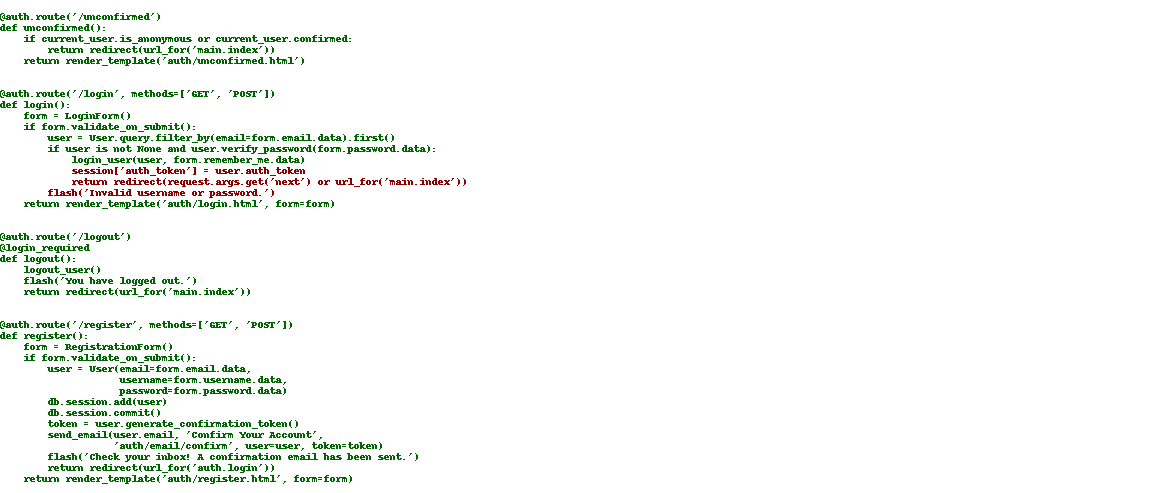 @auth.route('/unconfirmed')
def unconfirmed():
    if current_user.is_anonymous or current_user.confirmed:
        return redirect(url_for('main.index'))
    return render_template('auth/unconfirmed.html')
@auth.route('/login', methods=['GET', 'POST'])
def login():
    form = LoginForm()
    if form.validate_on_submit():
        user = User.query.filter_by(email=form.email.data).first()
        if user is not None and user.verify_password(form.password.data):
            login_user(user, form.remember_me.data)
            session['auth_token'] = user.auth_token
            return redirect(request.args.get('next') or url_for('main.index'))
        flash('Invalid username or password.')
    return render_template('auth/login.html', form=form)
@auth.route('/logout')
@login_required
def logout():
    logout_user()
    flash('You have logged out.')
    return redirect(url_for('main.index'))
@auth.route('/register', methods=['GET', 'POST'])
def register():
    form = RegistrationForm()
    if form.validate_on_submit():
        user = User(email=form.email.data,
                    username=form.username.data,
                    password=form.password.data)
        db.session.add(user)
        db.session.commit()
        token = user.generate_confirmation_token()
        send_email(user.email, 'Confirm Your Account',
                   'auth/email/confirm', user=user, token=token)
        flash('Check your inbox! A confirmation email has been sent.')
        return redirect(url_for('auth.login'))
    return render_template('auth/register.html', form=form)